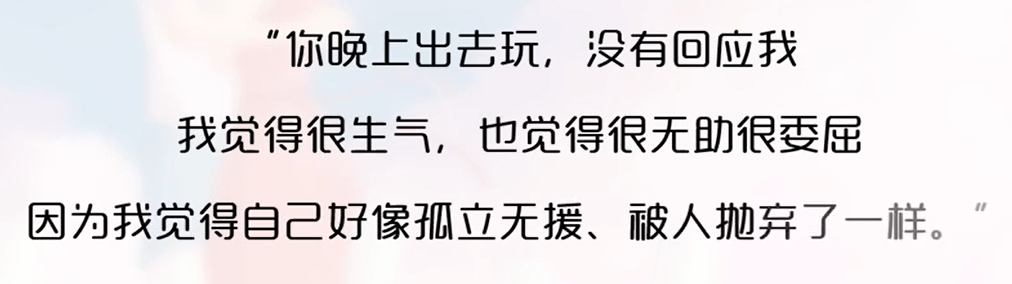 “你晚上出去玩，没有回应我
我觉得很生气，也觉得很无助很委屈
因为我觉得自己好像孤立无援、被人抛弃了一样。”